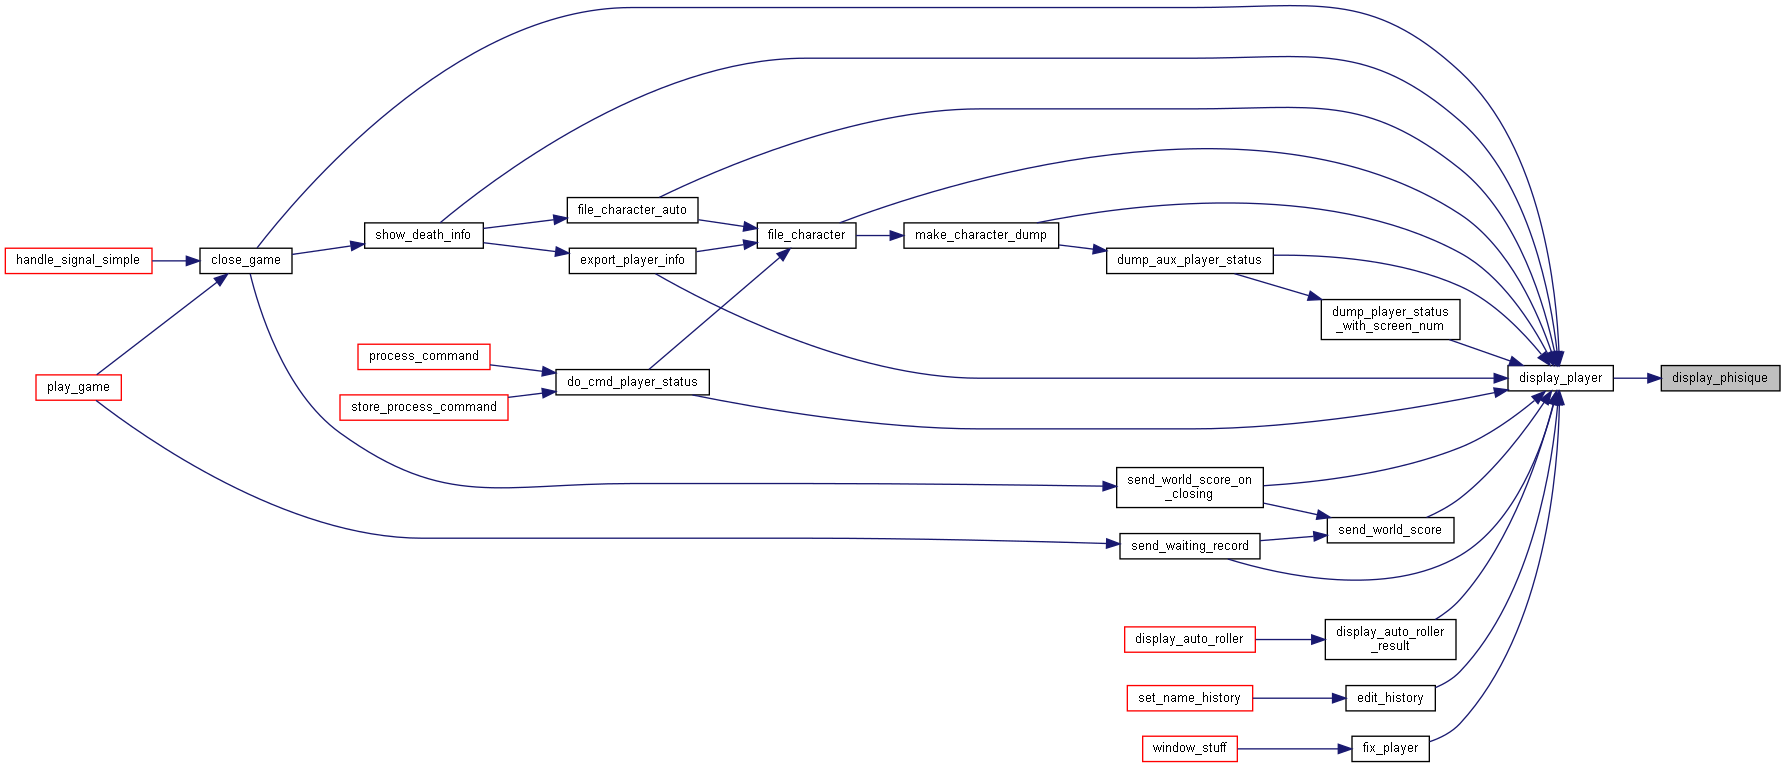 file_character_auto
show_death_info
file_character
make_character_dump
handle_signal_simple
close_game
export_player_info
dump_aux_player_status
dump_player_status
_with_screen_num
process_command
play_game
do_cmd_player_status
display_player
display_phisique
store_process_command
send_world_score_on
_closing
send_world_score
send_waiting_record
display_auto_roller
display_auto_roller
_result
set_name_history
edit_history
window_stuff
fix_player